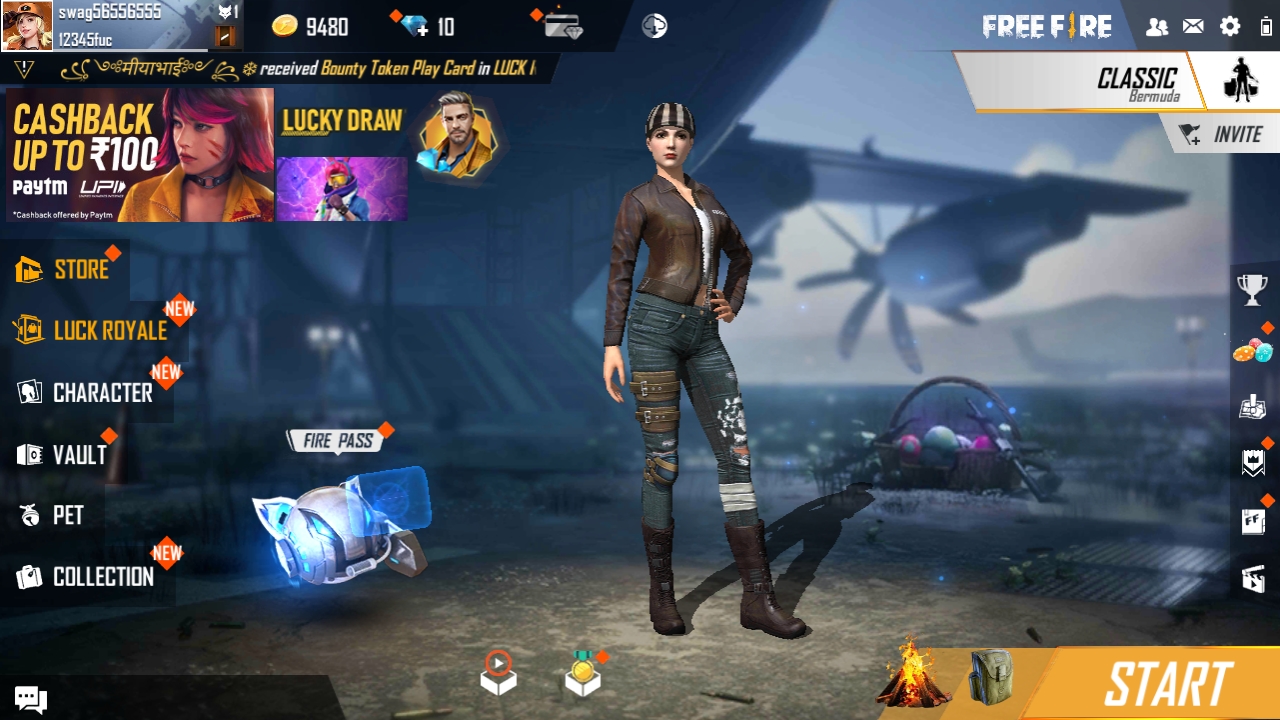 swag56556555
1
12345fuc
9480
10
FREE FIRE
मीयाभाई received Bounty Token Play Card in LUCK
CLASSIC
Bermuda
INVITE
CASHBACK
UP TO ₹100
paytm UPI
*Cashback offered by Paytm
LUCKY DRAW
STORE
NEW
LUCK ROYALE
NEW
CHARACTER
VAULT
FIRE PASS
PET
NEW
COLLECTION
FF
START